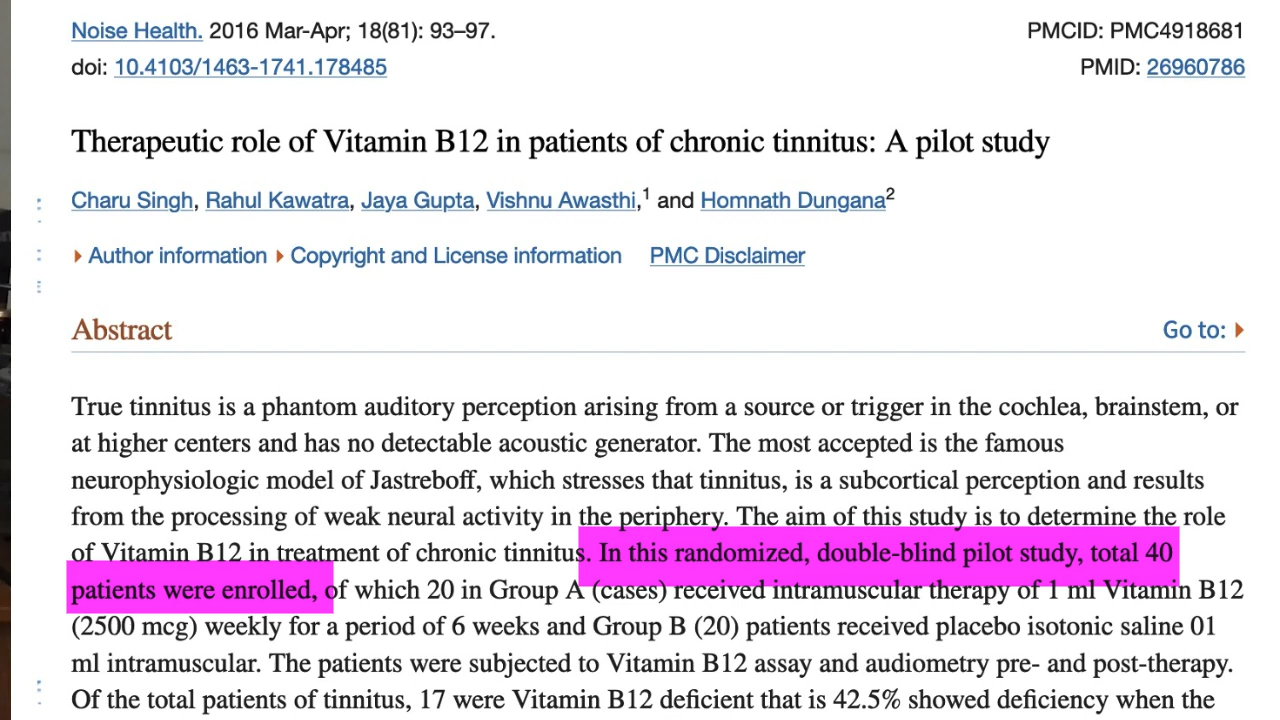 Noise Health. 2016 Mar-Apr; 18(81): 93–97.
PMCID: PMC4918681
doi: 10.4103/1463-1741.178485
PMID: 26960786
Therapeutic role of Vitamin B12 in patients of chronic tinnitus: A pilot study
Charu Singh, Rahul Kawatra, Jaya Gupta, Vishnu Awasthi,1 and Homnath Dungana2
Author information Copyright and License information PMC Disclaimer
Abstract
Go to:
True tinnitus is a phantom auditory perception arising from a source or trigger in the cochlea, brainstem, or
at higher centers and has no detectable acoustic generator. The most accepted is the famous
neurophysiologic model of Jastreboff, which stresses that tinnitus, is a subcortical perception and results
from the processing of weak neural activity in the periphery. The aim of this study is to determine the role
of Vitamin B12 in treatment of chronic tinnitus. In this randomized, double-blind pilot study, total 40
patients were enrolled, of which 20 in Group A (cases) received intramuscular therapy of 1 ml Vitamin B12
(2500 mcg) weekly for a period of 6 weeks and Group B (20) patients received placebo isotonic saline 01
ml intramuscular. The patients were subjected to Vitamin B12 assay and audiometry pre- and post-therapy.
Of the total patients of tinnitus, 17 were Vitamin B12 deficient that is 42.5% showed deficiency when the